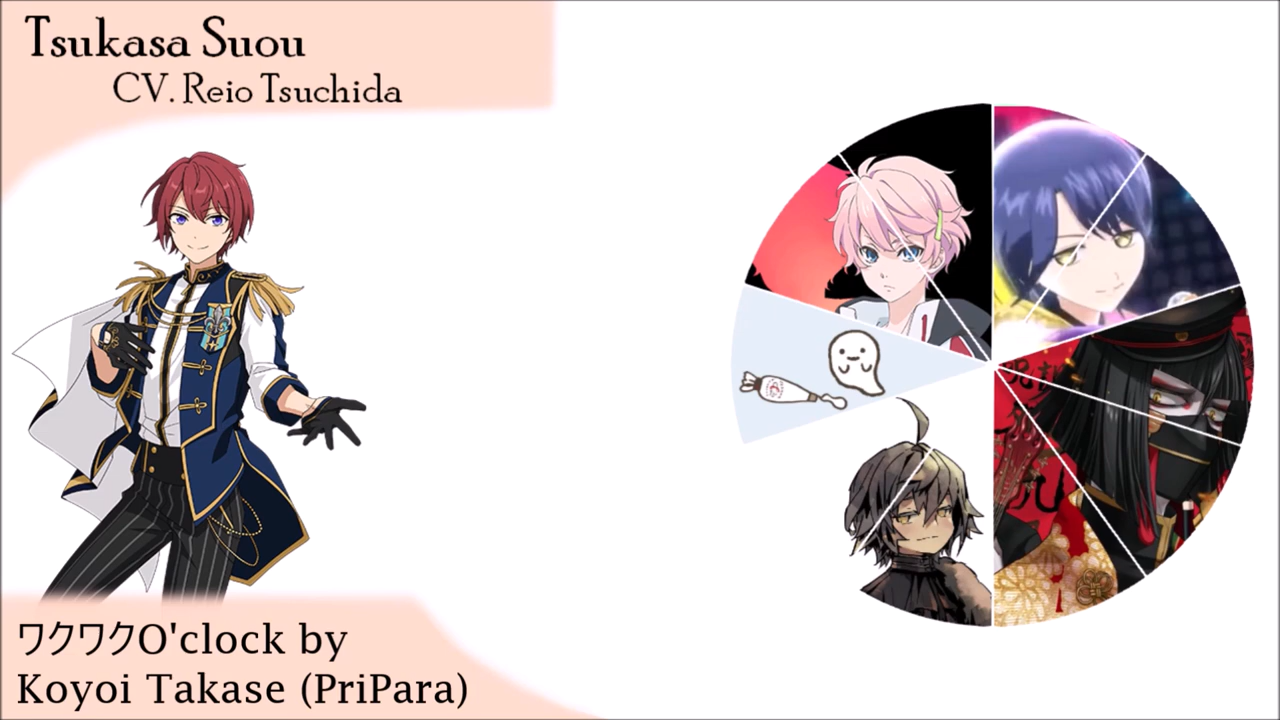 Tsukasa Suou
CV. Reio Tsuchida
ワクワクO'clock by
Koyoi Takase (PriPara)